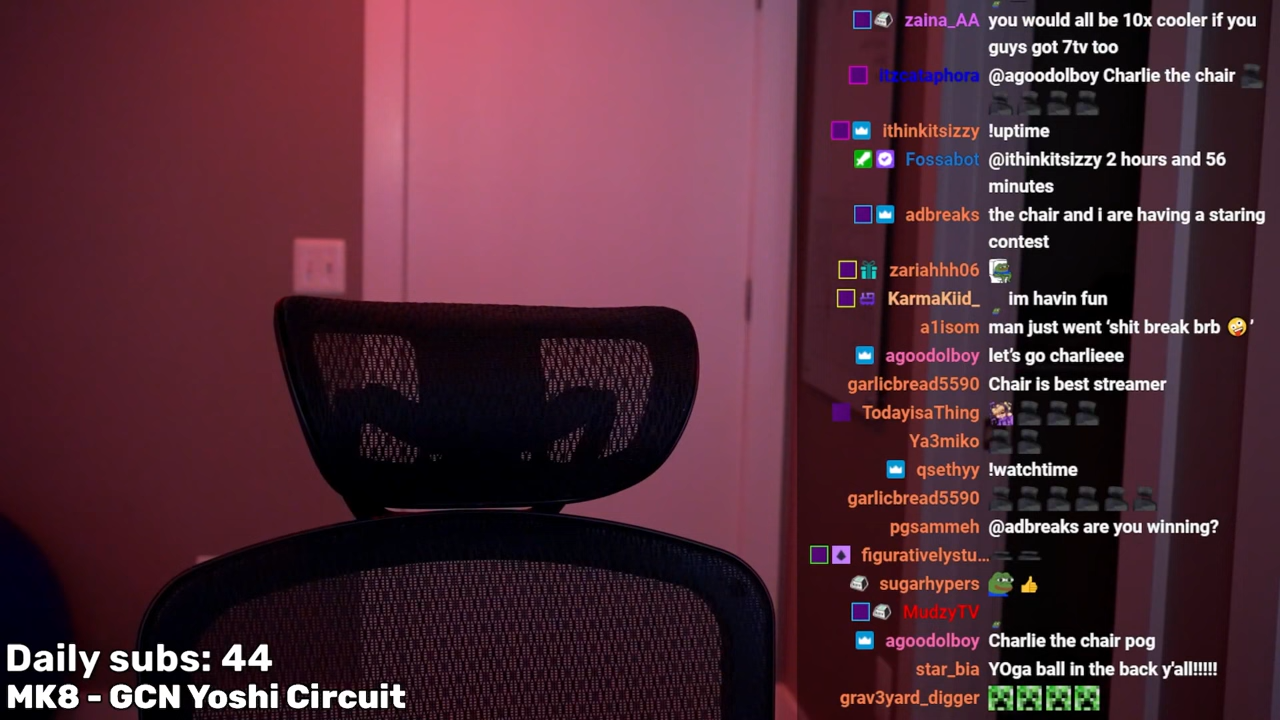 zaina_AA you would all be 10x cooler if you
guys got 7tv too
itzcataphora @agoodolboy Charlie the chair
ithinkitsizzy !uptime
Fossabot @ithinkitsizzy 2 hours and 56
minutes
adbreaks the chair and i are having a staring
contest
zariahhh06
KarmaKiid_ im havin fun
a1isom man just went ‘shit break brb 🤪’
agoodolboy let's go charlieee
garlicbread5590 Chair is best streamer
TodayisaThing
Ya3miko
qsethyy !watchtime
garlicbread5590
pgsammeh @adbreaks are you winning?
figurativelystu…
sugarhypers 👍
MudzyTV
agoodolboy Charlie the chair pog
star_bia YOga ball in the back y'all!!!!!
grav3yard_digger
Daily subs: 44
MK8 - GCN Yoshi Circuit